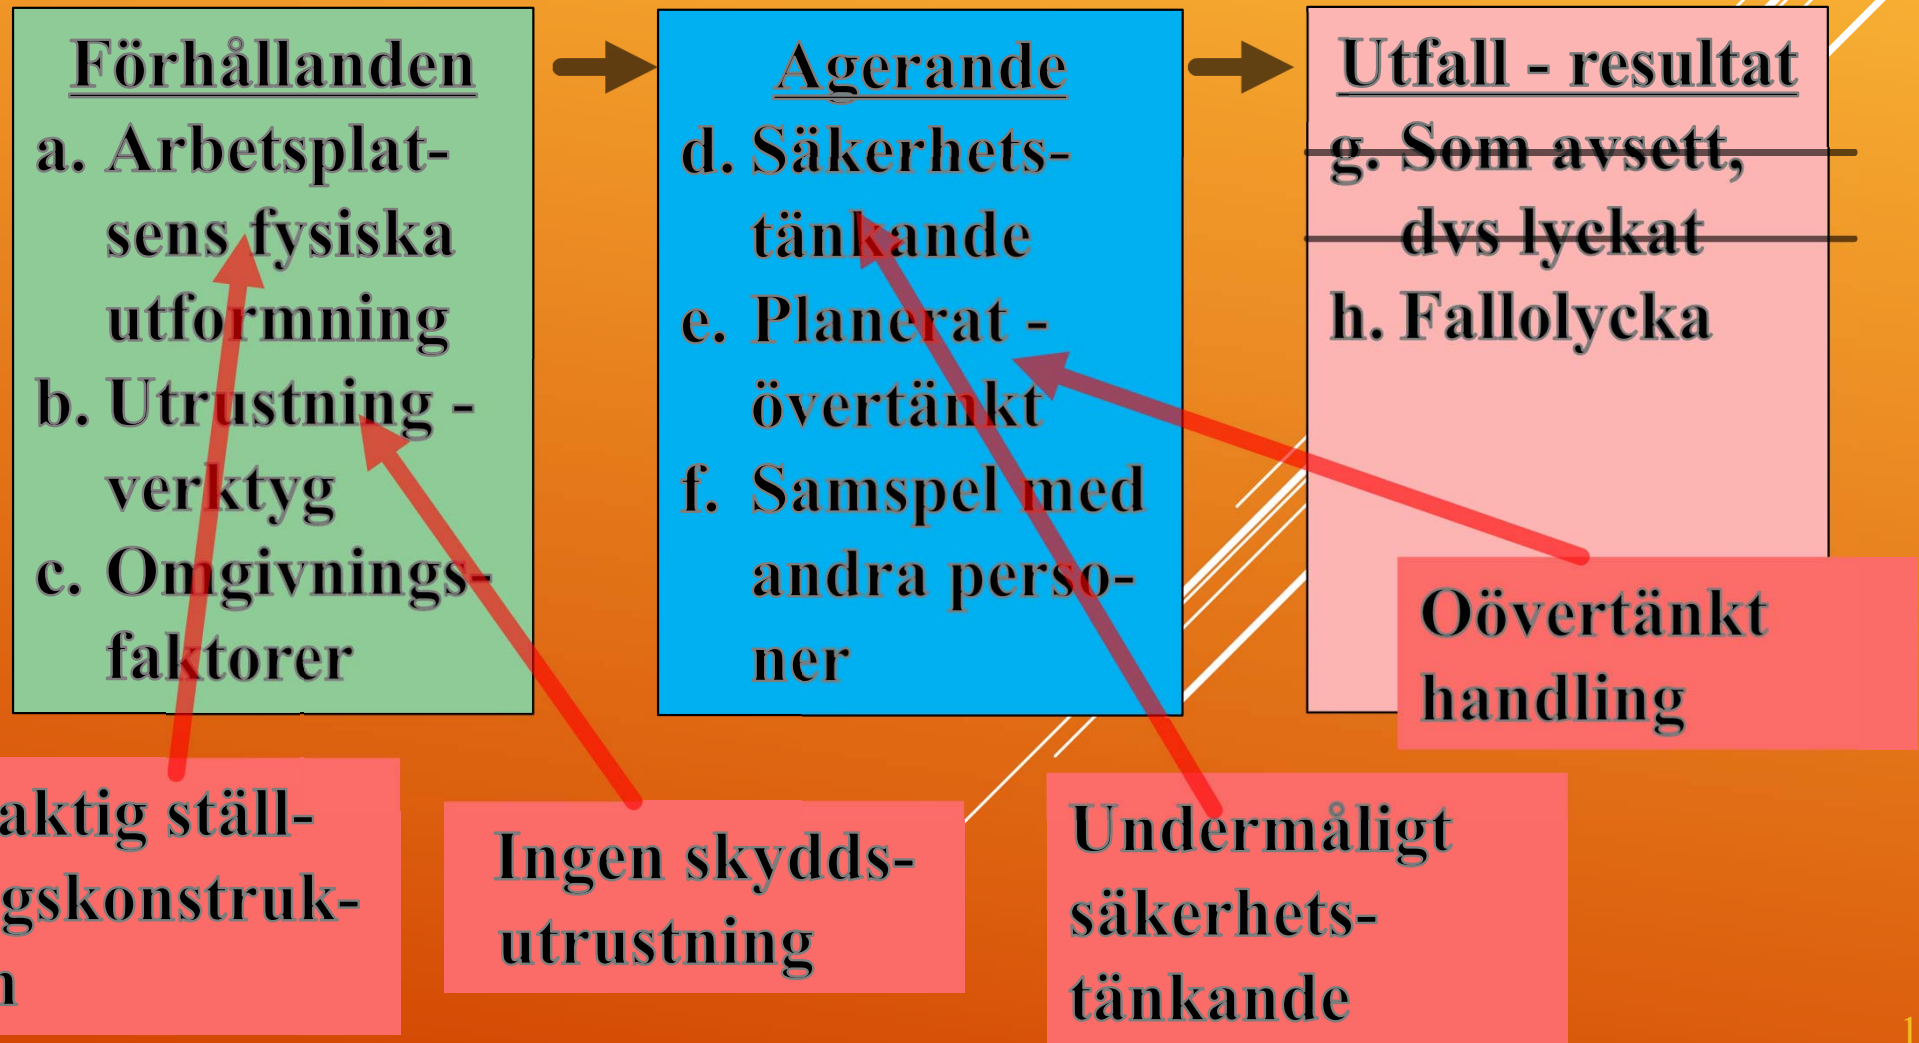 Förhållanden
a. Arbetsplat-
sens fysiska
utformning
b. Utrustning -
verktyg
c. Omgivnings-
faktorer
Agerande
d. Säkerhets-
tänkande
e. Planerat -
övertänkt
f. Samspel med
andra perso-
ner
Utfall - resultat
g. Som avsett,
dvs lyckat
h. Fallolycka
Oövertänkt
handling
aktig ställ-
gskonstruk-
n
Ingen skydds-
utrustning
Undermåligt
säkerhets-
tänkande
1